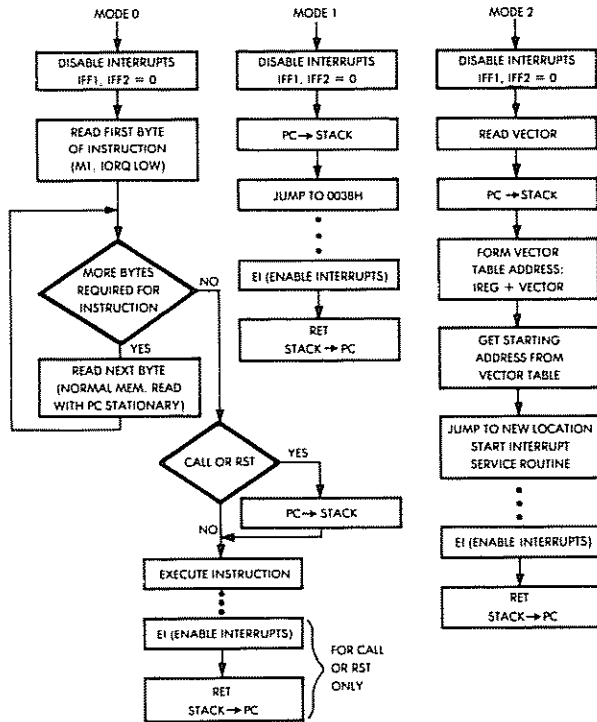 MODE 0
DISABLE INTERRUPTS
IFF1, IFF2 = 0
READ FIRST BYTE
OF INSTRUCTION
(M1, IORQ LOW)
MORE BYTES
REQUIRED FOR
INSTRUCTION
NO
YES
READ NEXT BYTE
(NORMAL MEM. READ
WITH PC STATIONARY)
CALL OR RST
YES
PC→STACK
NO
EXECUTE INSTRUCTION
EI (ENABLE INTERRUPTS)
RET
STACK→PC
FOR CALL
OR RST
ONLY
MODE 1
DISABLE INTERRUPTS
IFF1, IFF2 = 0
PC→STACK
JUMP TO 0038H
EI (ENABLE INTERRUPTS)
RET
STACK→PC
MODE 2
DISABLE INTERRUPTS
IFF1, IFF2 = 0
READ VECTOR
PC→STACK
FORM VECTOR
TABLE ADDRESS:
IREG + VECTOR
GET STARTING
ADDRESS FROM
VECTOR TABLE
JUMP TO NEW LOCATION
START INTERRUPT
SERVICE ROUTINE
EI (ENABLE INTERRUPTS)
RET
STACK→PC